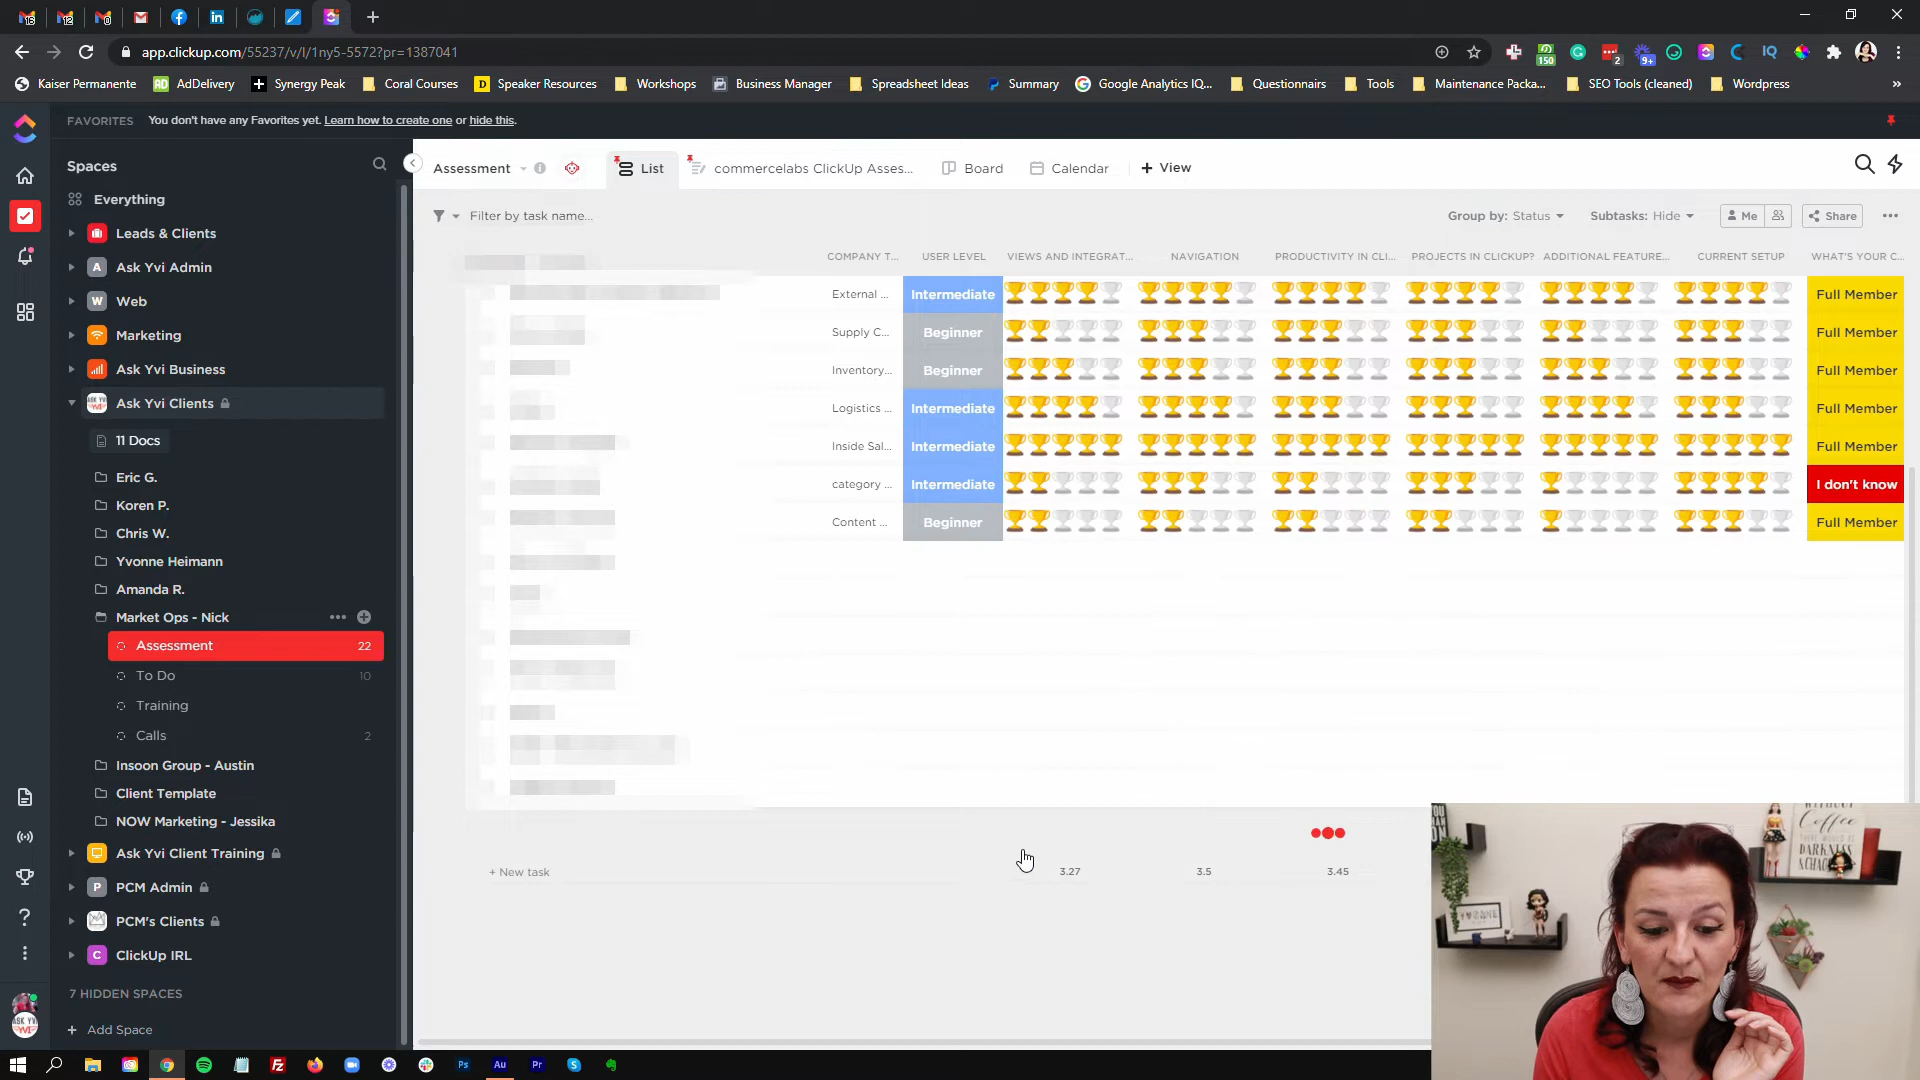 app.clickup.com/55237/v/l/1ny5-5572?pr=1387041
150
2
9+
Kaiser Permanente
AdDelivery
Synergy Peak
Coral Courses
Speaker Resources
Workshops
Business Manager
Spreadsheet Ideas
Summary
Google Analytics IQ...
Questionnairs
Tools
Maintenance Packa...
SEO Tools (cleaned)
Wordpress
FAVORITES You don't have any Favorites yet. Learn how to create one or hide this.
Spaces
Everything
Leads & Clients
A Ask Yvi Admin
W Web
Marketing
Ask Yvi Business
Ask Yvi Clients
11 Docs
Eric G.
Koren P.
Chris W.
Yvonne Heimann
Amanda R.
Market Ops - Nick
Assessment 22
To Do 10
Training
Calls 2
Insoon Group - Austin
Client Template
NOW Marketing - Jessika
Ask Yvi Client Training
P PCM Admin
PCM's Clients
C ClickUp IRL
7 HIDDEN SPACES
+ Add Space
Assessment
List
commercelabs ClickUp Asses...
Board
Calendar
+ View
Filter by task name...
Group by: Status
Subtasks: Hide
Me
Share
COMPANY T... USER LEVEL VIEWS AND INTEGRAT... NAVIGATION PRODUCTIVITY IN CLI... PROJECTS IN CLICKUP? ADDITIONAL FEATURE... CURRENT SETUP WHAT'S YOUR C...
External ... Intermediate Full Member
Supply C... Beginner Full Member
Inventory... Beginner Full Member
Logistics ... Intermediate Full Member
Inside Sal... Intermediate Full Member
category ... Intermediate I don't know
Content ... Beginner Full Member
+ New task 3.27 3.5 3.45
Coffee
DARKNESS
Ps
Au
Pr